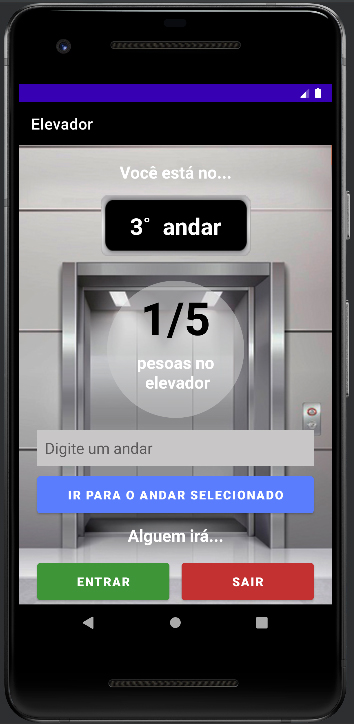 Elevador
Você está no...
3° andar
1/5
pesoas no
elevador
Digite um andar
IR PARA O ANDAR SELECIONADO
Alguem irá...
ENTRAR
SAIR